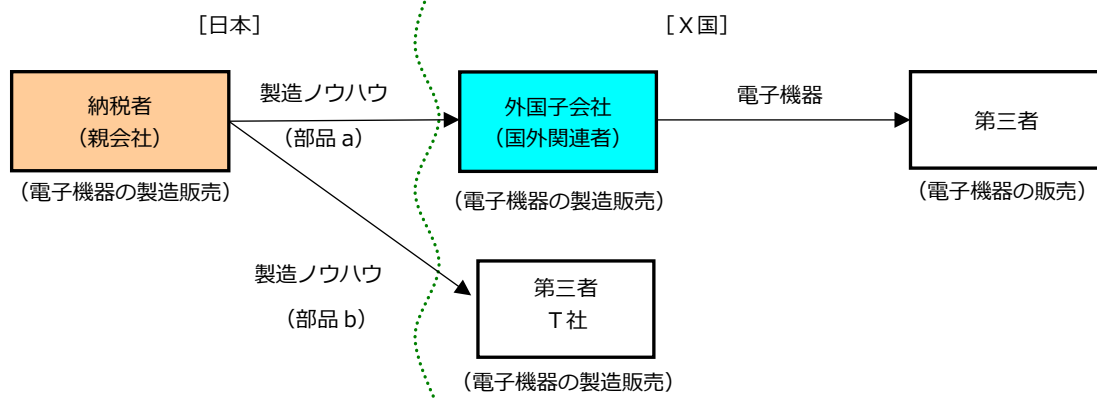 ［日本］
［Ｘ国］
納税者
（親会社）
（電子機器の製造販売）
製造ノウハウ
（部品 a）
外国子会社
（国外関連者）
（電子機器の製造販売）
電子機器
第三者
（電子機器の販売）
製造ノウハウ
（部品 b）
第三者
Ｔ社
（電子機器の製造販売）